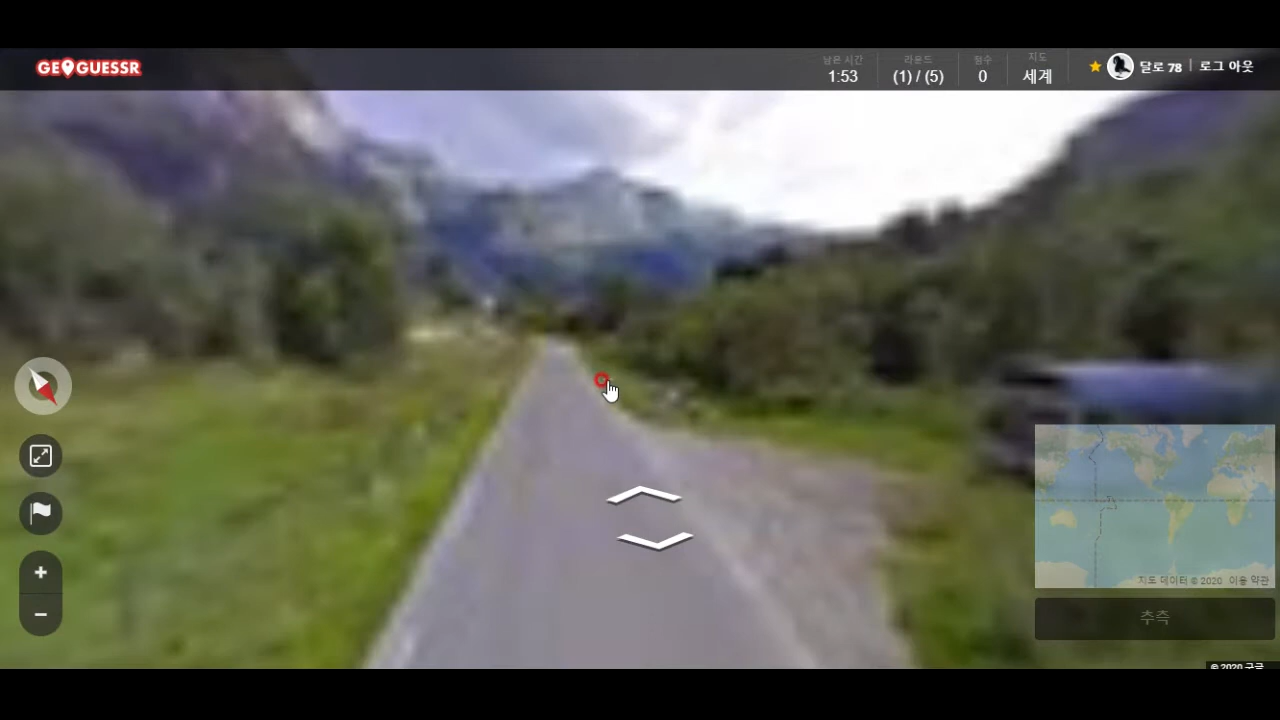 GEOGUESSR
남은 시간
1:53
라운드
(1) / (5)
점수
0
지도
세계
달로 78 | 로그 아웃
지도 데이터 © 2020 이용 약관
추측
© 2020 구글